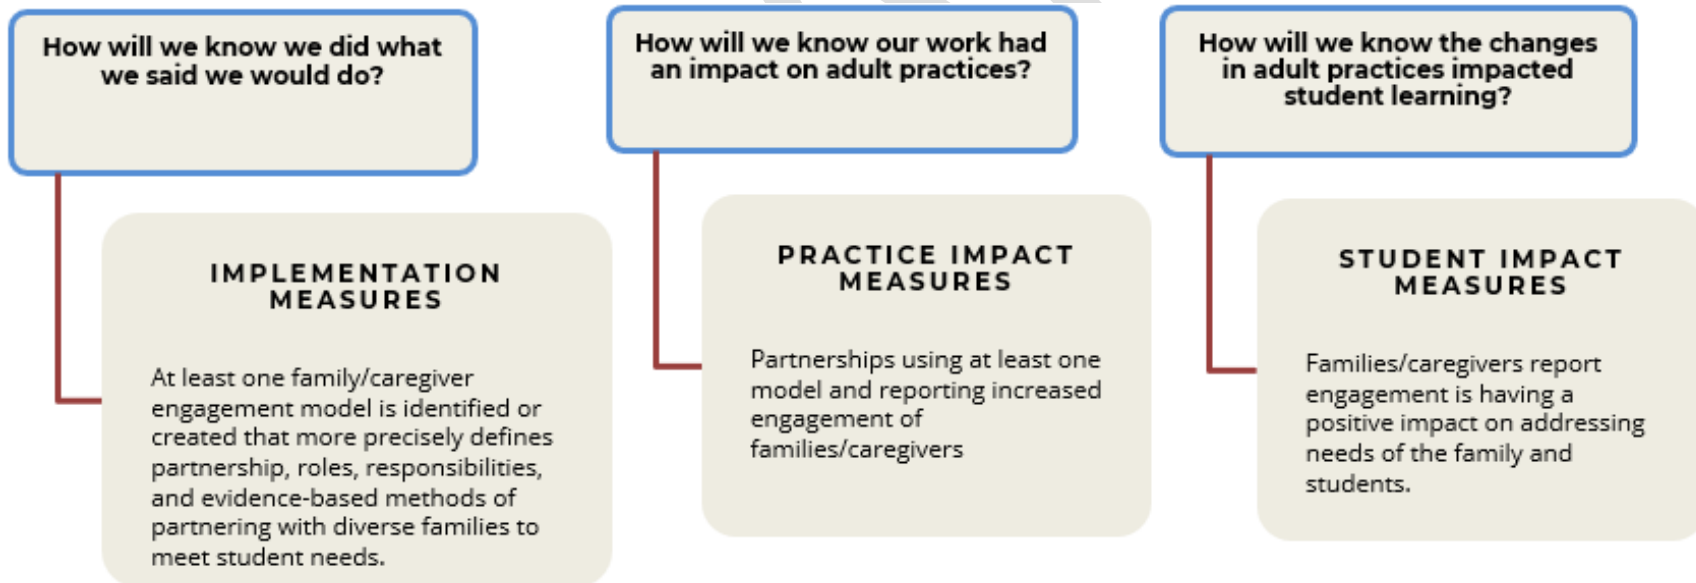 How will we know we did what
we said we would do?
IMPLEMENTATION
MEASURES
At least one family/caregiver
engagement model is identified or
created that more precisely defines
partnership, roles, responsibilities,
and evidence-based methods of
partnering with diverse families to
meet student needs.
How will we know our work had
an impact on adult practices?
PRACTICE IMPACT
MEASURES
Partnerships using at least one
model and reporting increased
engagement of
families/caregivers
How will we know the changes
in adult practices impacted
student learning?
STUDENT IMPACT
MEASURES
Families/caregivers report
engagement is having a
positive impact on addressing
needs of the family and
students.